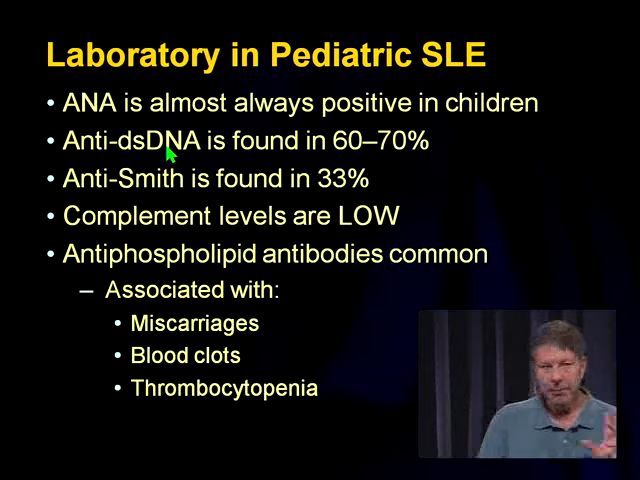 Laboratory in Pediatric SLE
• ANA is almost always positive in children
• Anti-dsDNA is found in 60–70%
• Anti-Smith is found in 33%
• Complement levels are LOW
• Antiphospholipid antibodies common
– Associated with:
• Miscarriages
• Blood clots
• Thrombocytopenia